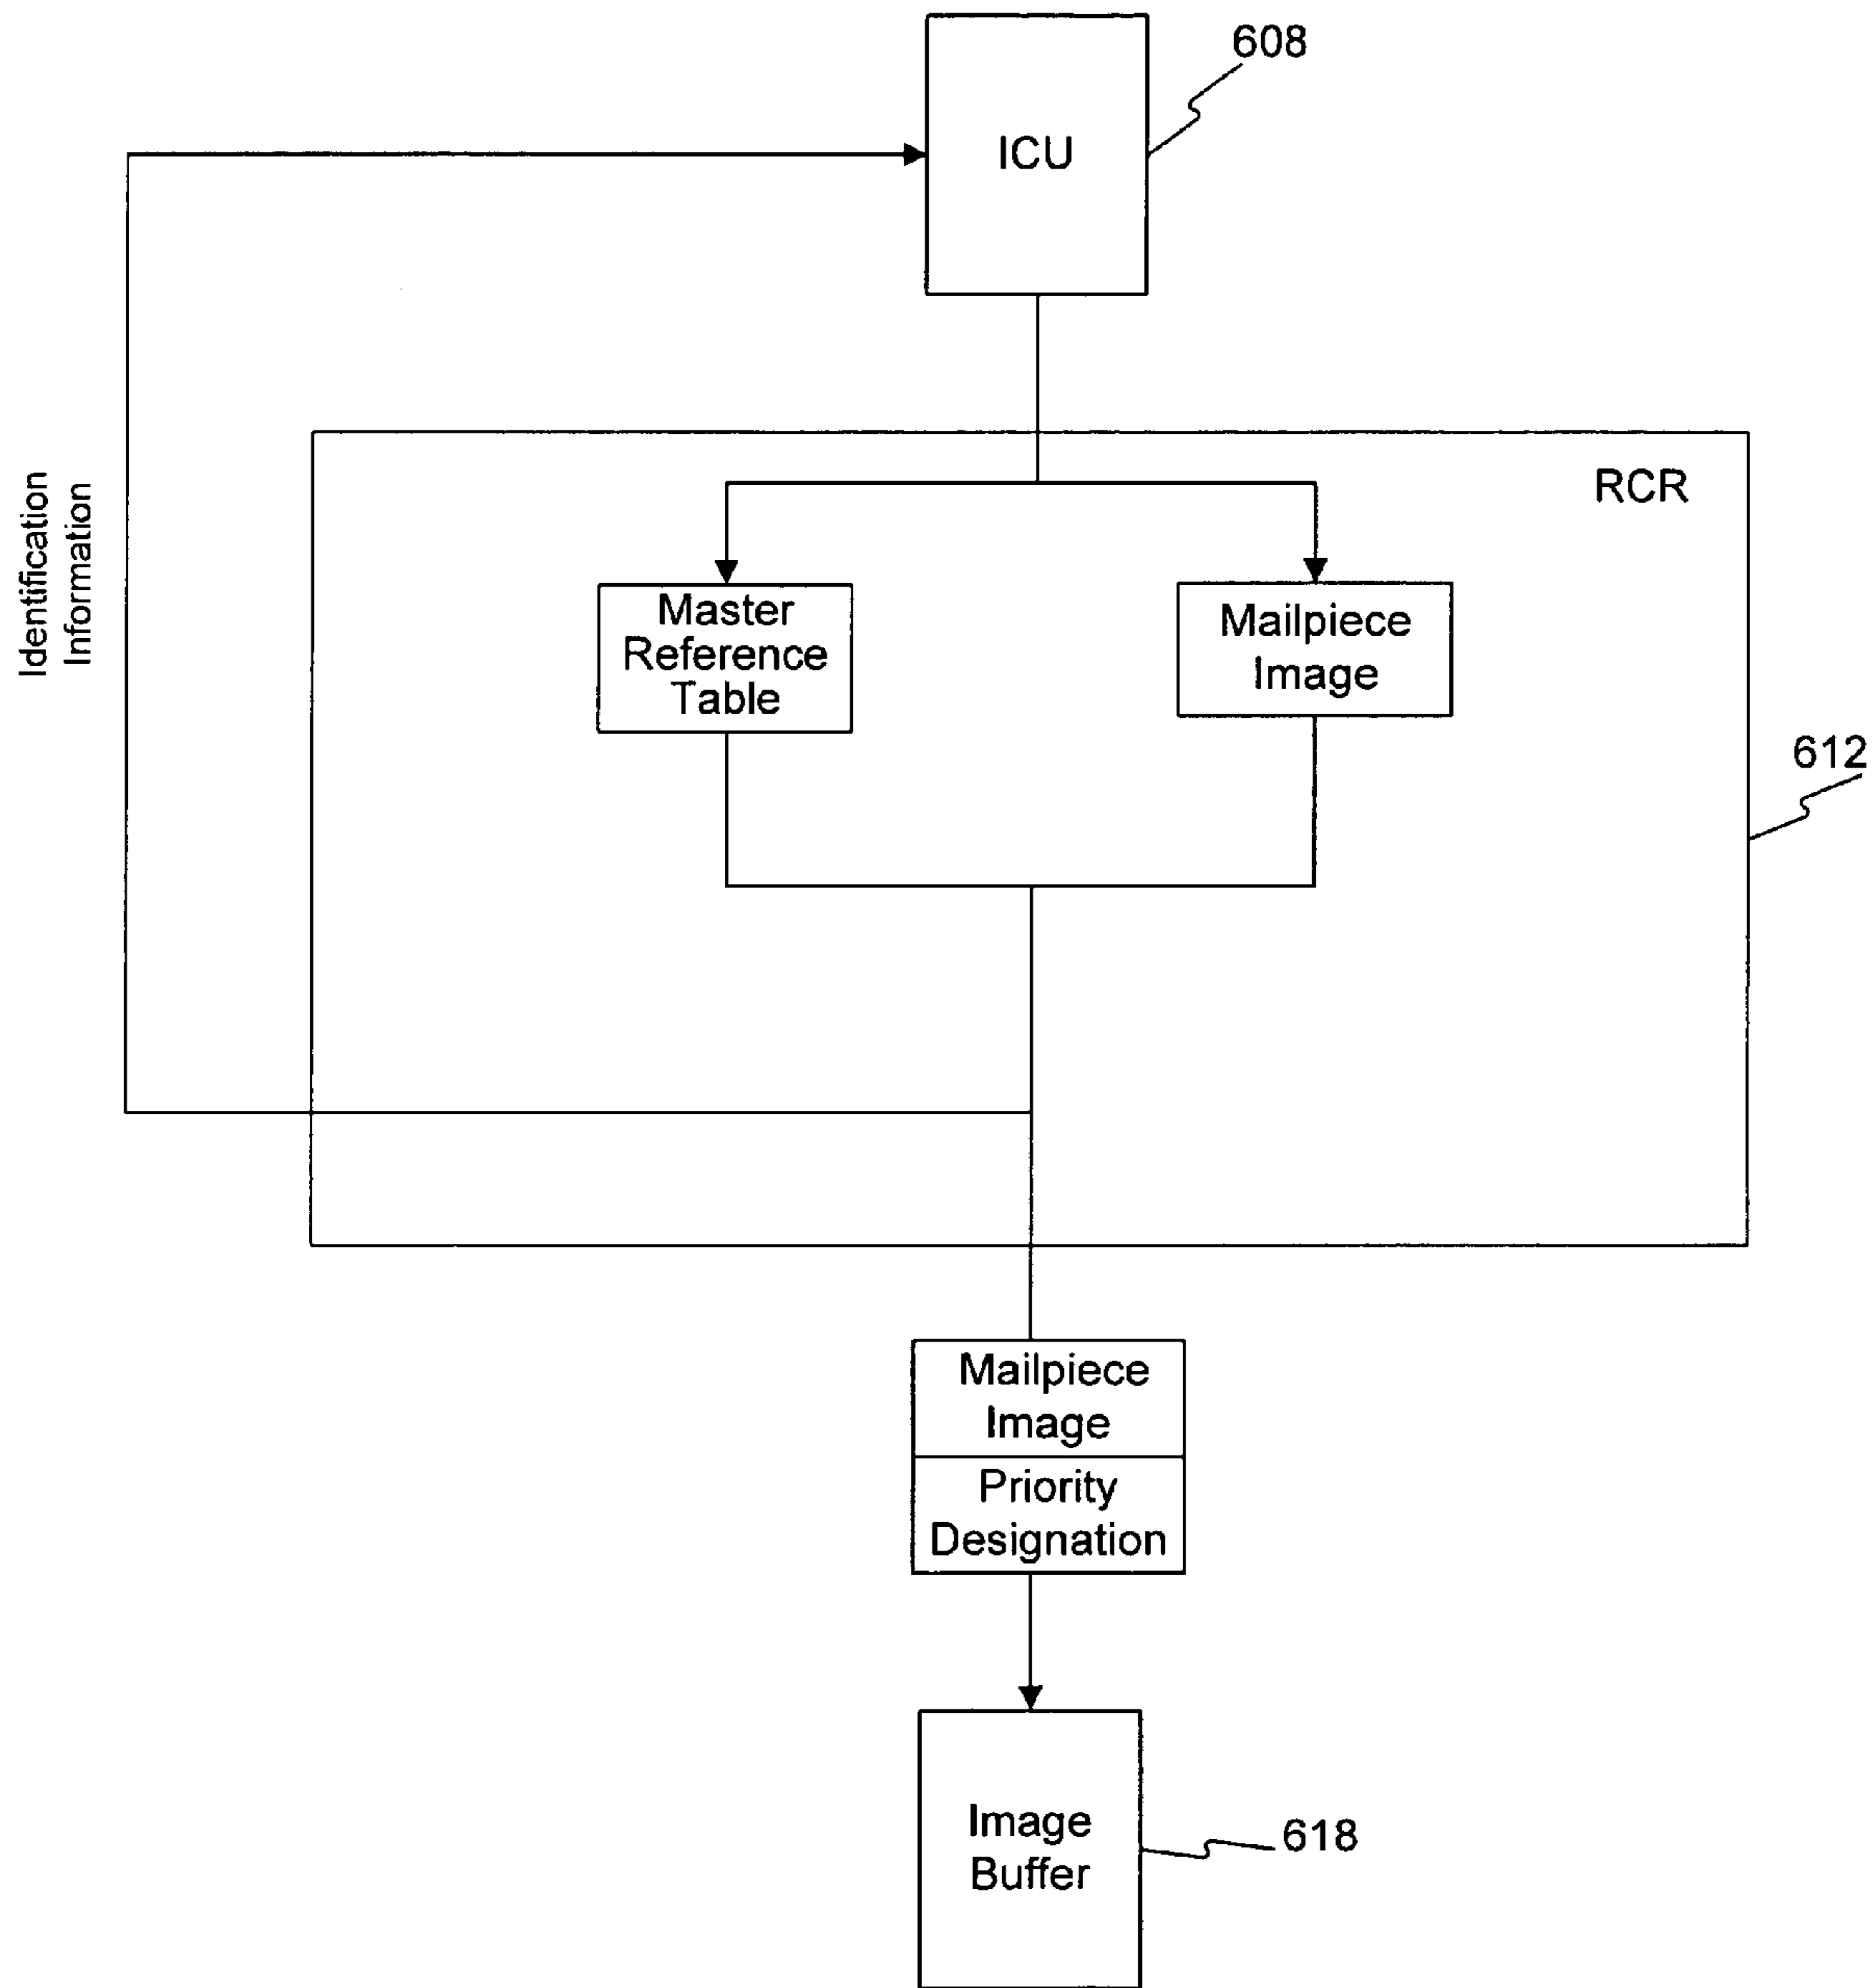 608
ICU
RCR
Identification
Information
Master
Reference
Table
Mailpiece
Image
612
Mailpiece
Image
Priority
Designation
Image
Buffer
618